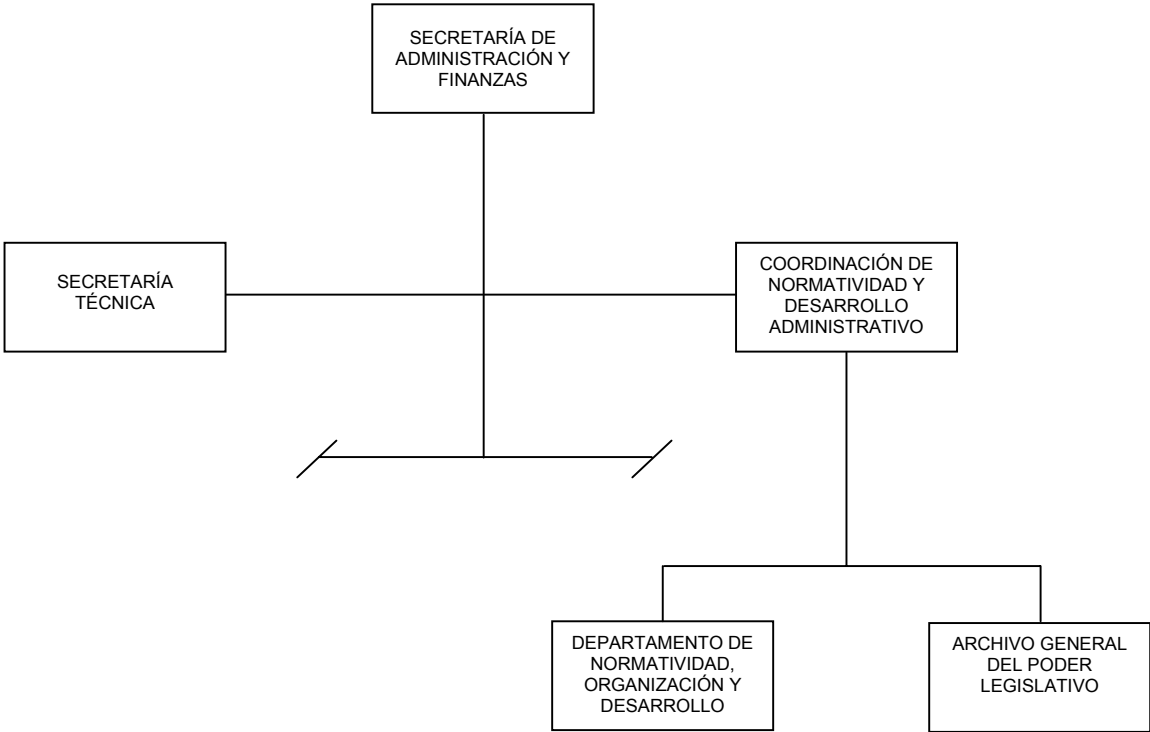 SECRETARÍA DE
ADMINISTRACIÓN Y
FINANZAS
SECRETARÍA
TÉCNICA
COORDINACIÓN DE
NORMATIVIDAD Y
DESARROLLO
ADMINISTRATIVO
DEPARTAMENTO DE
NORMATIVIDAD,
ORGANIZACIÓN Y
DESARROLLO
ARCHIVO GENERAL
DEL PODER
LEGISLATIVO